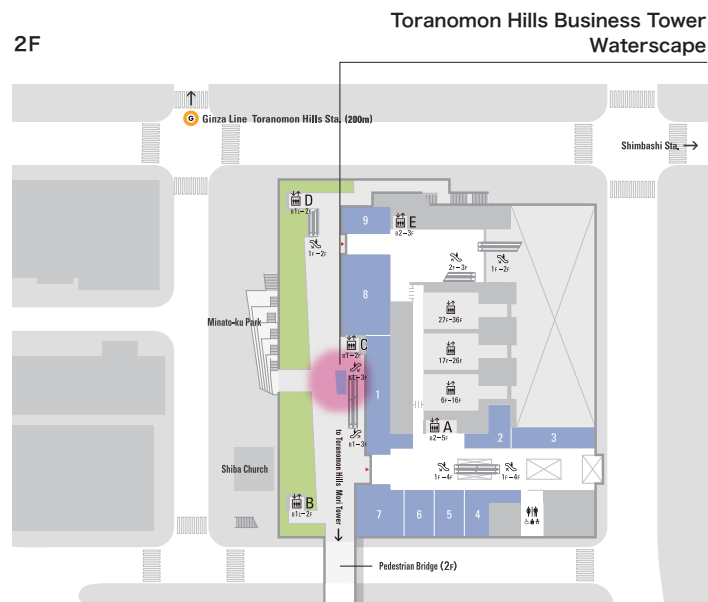 Toranomon Hills Business Tower
Waterscape
2F
G Ginza Line Toranomon Hills Sta. (200m)
Shimbashi Sta. →
D
B1L–2F
1F–2F
9
E
B2–3F
2F–3F
1F–2F
8
27F–36F
Minato-ku Park
C
B1–2F
17F–26F
B1–3F
1
6F–16F
A
B2–5F
2
3
B1–3F
to Toranomon Hills Mori Tower
1F–4F
1F–4F
Shiba Church
B
B1L–2F
7
6
5
4
Pedestrian Bridge (2F)